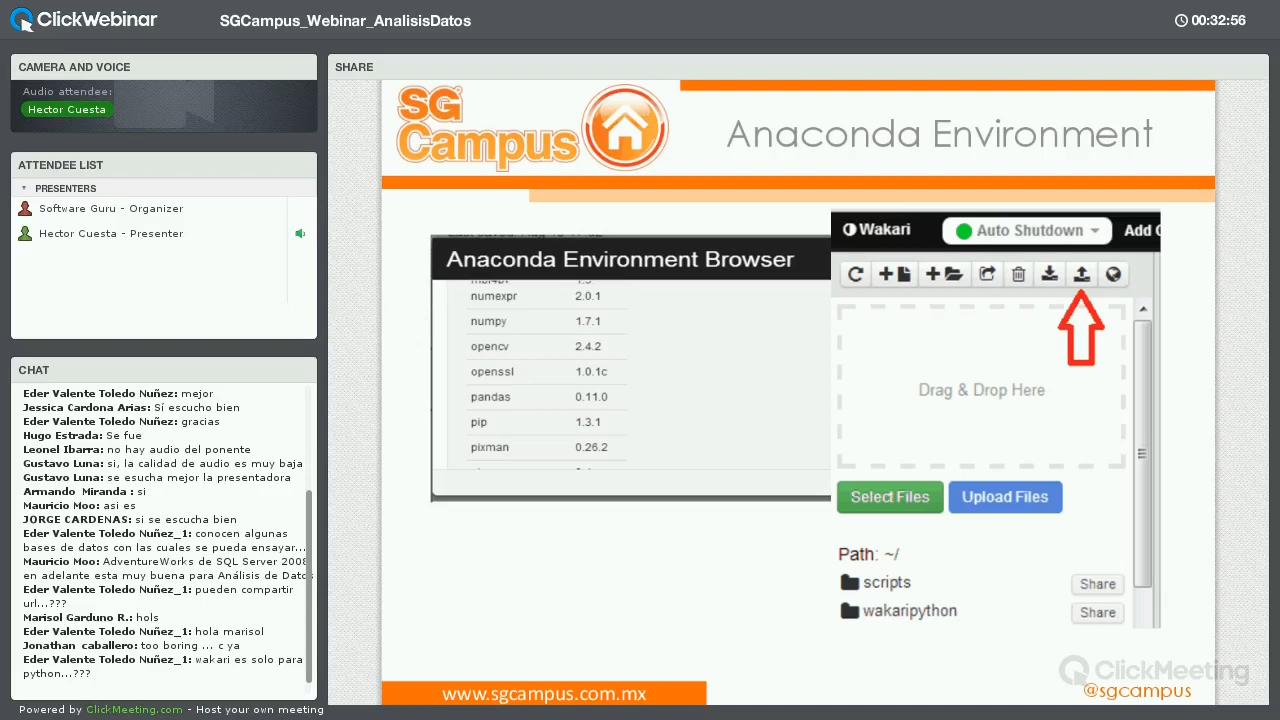 ClickWebinar
SGCampus_Webinar_AnalisisDatos
00:32:56
CAMERA AND VOICE
Audio attendee:
Hector Cuesta
ATTENDEE LIST
PRESENTERS
Software Guru - Organizer
Hector Cuesta - Presenter
CHAT
Eder Valente Toledo Nuñez: mejor
Jessica Cardona Arias: Sí escucho bien
Eder Valente Toledo Nuñez: gracias
Hugo Estrada: Se fue
Leonel Ibarra: no hay audio del ponente
Gustavo Luna: si, la calidad de audio es muy baja
Gustavo Luna: se esucha mejor la presentadora
Armando Miranda : si
Mauricio Moo: asi es
JORGE CARDENAS: si se escucha bien
Eder Valente Toledo Nuñez_1: conocen algunas
bases de datos con las cuales se pueda ensayar...
Mauricio Moo: AdventureWorks de SQL Server 2008
en adelante esta muy buena para Análisis de Datos
Eder Valente Toledo Nuñez_1: pueden compartir
url...???
Marisol Garduno R.: hols
Eder Valente Toledo Nuñez_1: hola marisol
Jonathan caballero: too boring ... c ya
Eder Valente Toledo Nuñez_1: wakari es solo para
python...???
Powered by ClickMeeting.com - Host your own meeting
SHARE
SG
Campus
Anaconda Environment
Anaconda Environment Browser
numexpr 2.0.1
numpy 1.7.1
opencv 2.4.2
openssl 1.0.1c
pandas 0.11.0
pip 1.3.1
pixman 0.26.2
Wakari
Auto Shutdown
Add
Drag & Drop Here
Select Files
Upload Files
Path: ~/
scripts
Share
wakaripython
Share
ClickMeeting
www.sgcampus.com.mx
@sgcampus